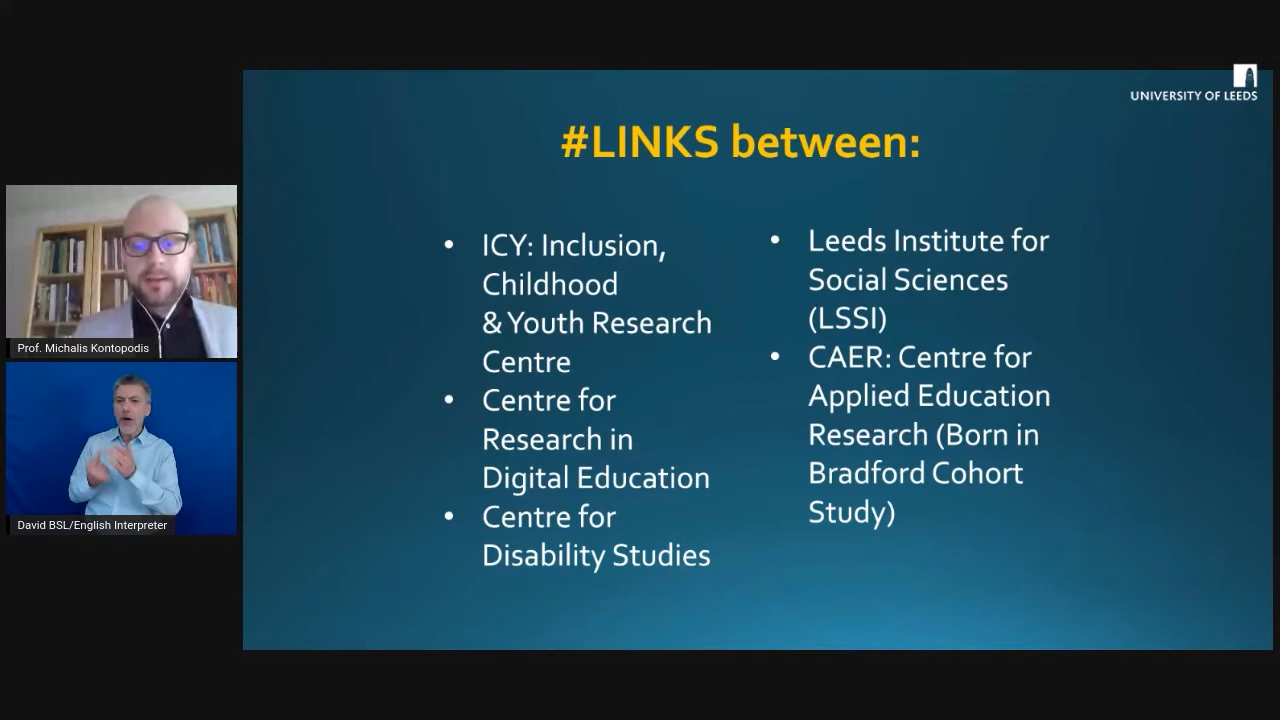 UNIVERSITY OF LEEDS
#LINKS between:
• ICY: Inclusion,
Childhood
& Youth Research
Centre
• Centre for
Research in
Digital Education
• Centre for
Disability Studies
• Leeds Institute for
Social Sciences
(LSSI)
• CAER: Centre for
Applied Education
Research (Born in
Bradford Cohort
Study)
Prof. Michalis Kontopodis
David BSL/English Interpreter